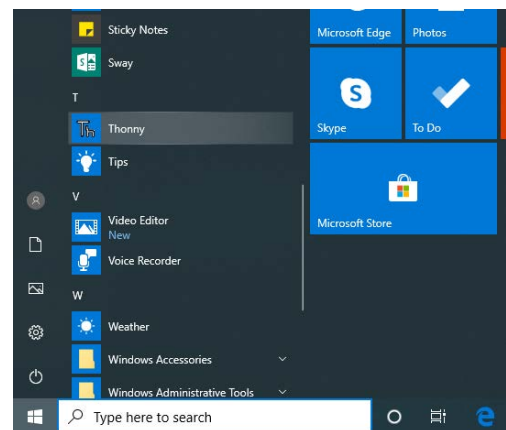 Sticky Notes
Sway
T
Thonny
Tips
V
Video Editor
New
Voice Recorder
W
Weather
Windows Accessories
Windows Administrative Tools
Microsoft Edge
Photos
Skype
To Do
Microsoft Store
Type here to search